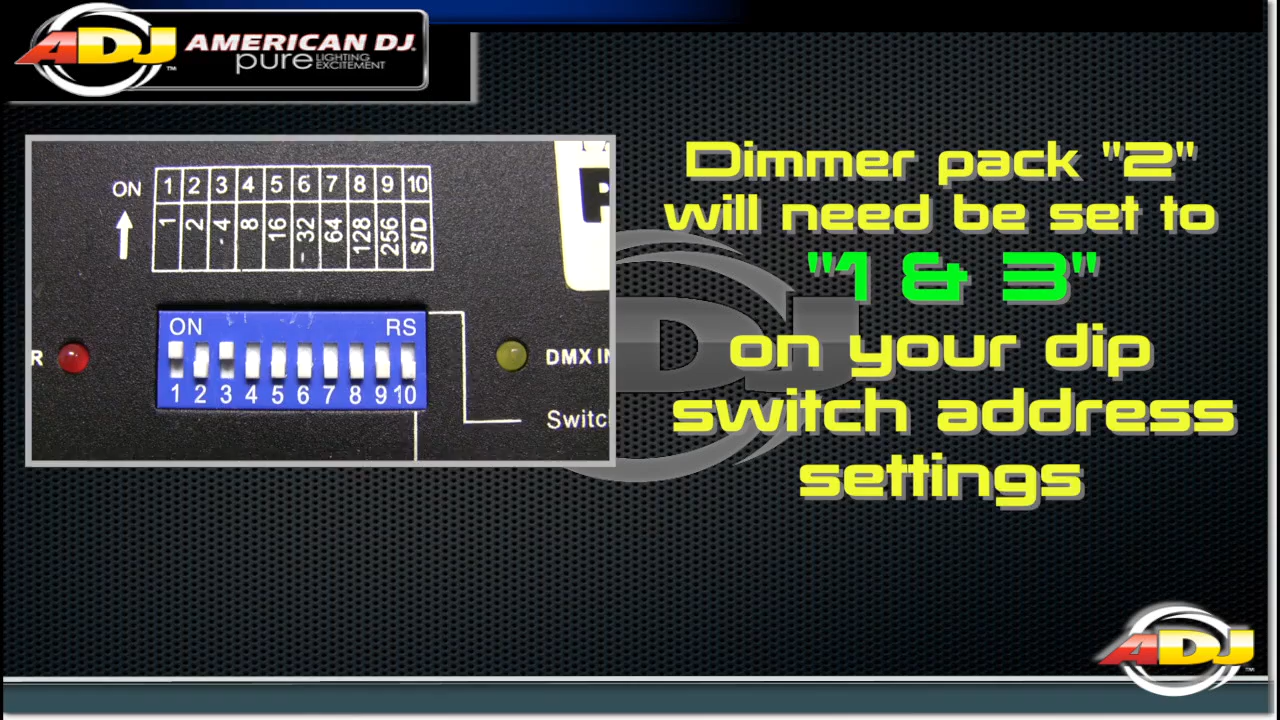 ADJ
AMERICAN DJ.
pure LIGHTING EXCITEMENT
Dimmer pack "2"
will need be set to
"1 & 3"
on your dip
switch address
settings
ON 1 2 3 4 5 6 7 8 9 10
1 2 4 8 16 32 64 128 256 S/D
ON RS
1 2 3 4 5 6 7 8 9 10
R
DMX IN
Switc
P
DJ
ADJ